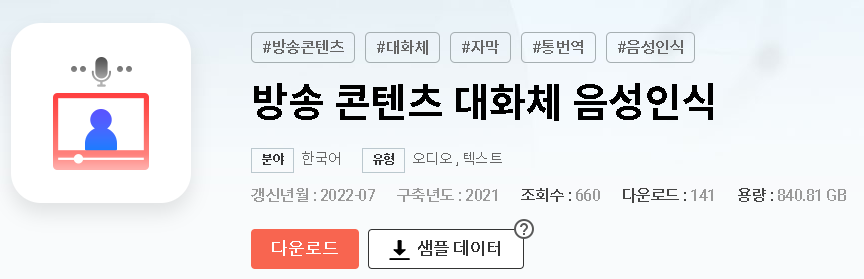 #방송콘텐츠 #대화체 #자막 #통번역 #음성인식
방송 콘텐츠 대화체 음성인식
분야 한국어 유형 오디오 , 텍스트
갱신년월 : 2022-07 구축년도 : 2021 조회수 : 660 다운로드 : 141 용량 : 840.81 GB
다운로드 샘플 데이터 ?